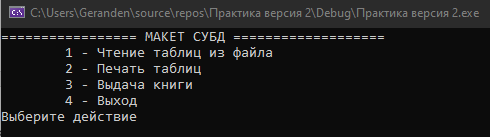 C:\Users\Geranden\source\repos\Практика версия 2\Debug\Практика версия 2.exe
================= МАКЕТ СУБД ===================
1 - Чтение таблиц из файла
2 - Печать таблиц
3 - Выдача книги
4 - Выход
Выберите действие